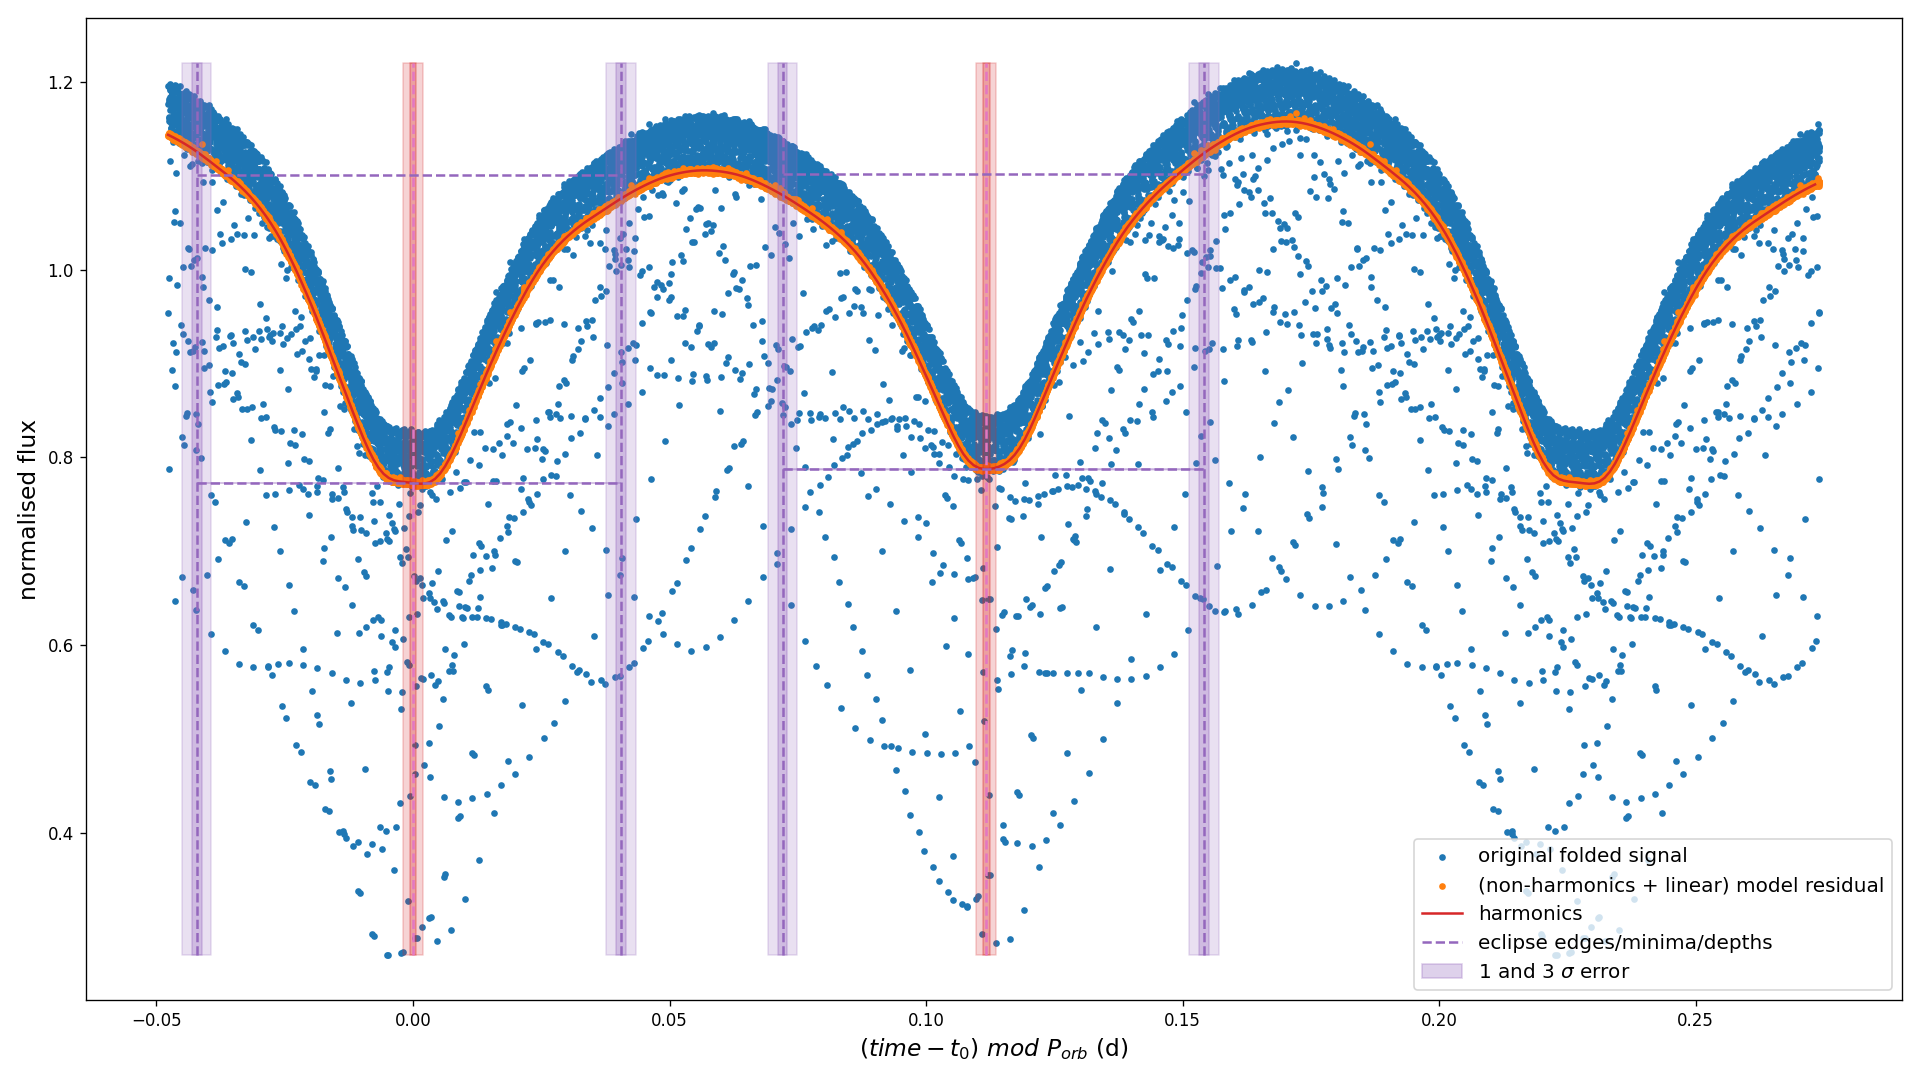 1.2
1.0
0.8
0.6
0.4
normalised flux
−0.05 0.00 0.05 0.10 0.15 0.20 0.25
(time − t₀) mod P_orb (d)
original folded signal
(non-harmonics + linear) model residual
harmonics
eclipse edges/minima/depths
1 and 3 σ error